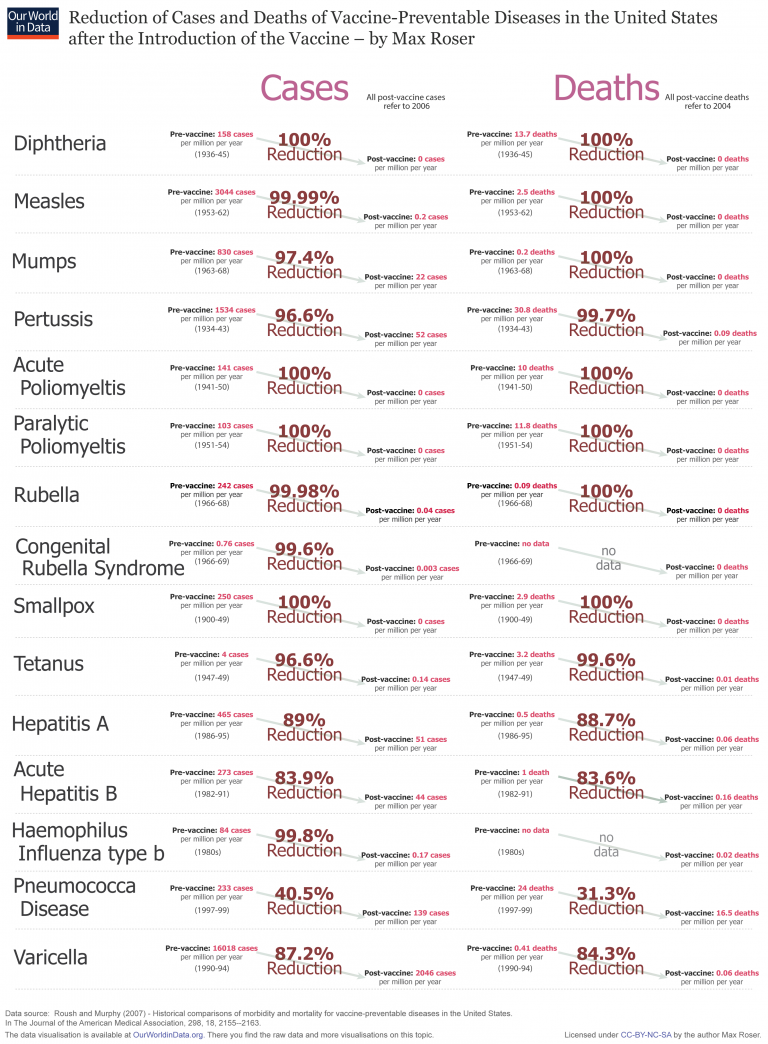 Our World
in Data
Reduction of Cases and Deaths of Vaccine-Preventable Diseases in the United States
after the Introduction of the Vaccine – by Max Roser
Cases
All post-vaccine cases
refer to 2006
Deaths
All post-vaccine deaths
refer to 2004
Diphtheria
Pre-vaccine: 158 cases
per million per year
(1936-45)
100%
Reduction
Post-vaccine: 0 cases
per million per year
Pre-vaccine: 13.7 deaths
per million per year
(1936-45)
100%
Reduction
Post-vaccine: 0 deaths
per million per year
Measles
Pre-vaccine: 3044 cases
per million per year
(1953-62)
99.99%
Reduction
Post-vaccine: 0.2 cases
per million per year
Pre-vaccine: 2.5 deaths
per million per year
(1953-62)
100%
Reduction
Post-vaccine: 0 deaths
per million per year
Mumps
Pre-vaccine: 830 cases
per million per year
(1963-68)
97.4%
Reduction
Post-vaccine: 22 cases
per million per year
Pre-vaccine: 0.2 deaths
per million per year
(1963-68)
100%
Reduction
Post-vaccine: 0 deaths
per million per year
Pertussis
Pre-vaccine: 1534 cases
per million per year
(1934-43)
96.6%
Reduction
Post-vaccine: 52 cases
per million per year
Pre-vaccine: 30.8 deaths
per million per year
(1934-43)
99.7%
Reduction
Post-vaccine: 0.09 deaths
per million per year
Acute
Poliomyeltis
Pre-vaccine: 141 cases
per million per year
(1941-50)
100%
Reduction
Post-vaccine: 0 cases
per million per year
Pre-vaccine: 10 deaths
per million per year
(1941-50)
100%
Reduction
Post-vaccine: 0 deaths
per million per year
Paralytic
Poliomyeltis
Pre-vaccine: 103 cases
per million per year
(1951-54)
100%
Reduction
Post-vaccine: 0 cases
per million per year
Pre-vaccine: 11.8 deaths
per million per year
(1951-54)
100%
Reduction
Post-vaccine: 0 deaths
per million per year
Rubella
Pre-vaccine: 242 cases
per million per year
(1966-68)
99.98%
Reduction
Post-vaccine: 0.04 cases
per million per year
Pre-vaccine: 0.09 deaths
per million per year
(1966-68)
100%
Reduction
Post-vaccine: 0 deaths
per million per year
Congenital
Rubella Syndrome
Pre-vaccine: 0.76 cases
per million per year
(1966-69)
99.6%
Reduction
Post-vaccine: 0.003 cases
per million per year
Pre-vaccine: no data
(1966-69)
no
data
Post-vaccine: 0 deaths
per million per year
Smallpox
Pre-vaccine: 250 cases
per million per year
(1900-49)
100%
Reduction
Post-vaccine: 0 cases
per million per year
Pre-vaccine: 2.9 deaths
per million per year
(1900-49)
100%
Reduction
Post-vaccine: 0 deaths
per million per year
Tetanus
Pre-vaccine: 4 cases
per million per year
(1947-49)
96.6%
Reduction
Post-vaccine: 0.14 cases
per million per year
Pre-vaccine: 3.2 deaths
per million per year
(1947-49)
99.6%
Reduction
Post-vaccine: 0.01 deaths
per million per year
Hepatitis A
Pre-vaccine: 465 cases
per million per year
(1986-95)
89%
Reduction
Post-vaccine: 51 cases
per million per year
Pre-vaccine: 0.5 deaths
per million per year
(1986-95)
88.7%
Reduction
Post-vaccine: 0.06 deaths
per million per year
Acute
Hepatitis B
Pre-vaccine: 273 cases
per million per year
(1982-91)
83.9%
Reduction
Post-vaccine: 44 cases
per million per year
Pre-vaccine: 1 death
per million per year
(1982-91)
83.6%
Reduction
Post-vaccine: 0.16 deaths
per million per year
Haemophilus
Influenza type b
Pre-vaccine: 84 cases
per million per year
(1980s)
99.8%
Reduction
Post-vaccine: 0.17 cases
per million per year
Pre-vaccine: no data
(1980s)
no
data
Post-vaccine: 0.02 deaths
per million per year
Pneumococca
Disease
Pre-vaccine: 233 cases
per million per year
(1997-99)
40.5%
Reduction
Post-vaccine: 139 cases
per million per year
Pre-vaccine: 24 deaths
per million per year
(1997-99)
31.3%
Reduction
Post-vaccine: 16.5 deaths
per million per year
Varicella
Pre-vaccine: 16018 cases
per million per year
(1990-94)
87.2%
Reduction
Post-vaccine: 2046 cases
per million per year
Pre-vaccine: 0.41 deaths
per million per year
(1990-94)
84.3%
Reduction
Post-vaccine: 0.06 deaths
per million per year
Data source: Roush and Murphy (2007) - Historical comparisons of morbidity and mortality for vaccine-preventable diseases in the United States.
In The Journal of the American Medical Association, 298, 18, 2155--2163.
The data visualisation is available at OurWorldinData.org. There you find the raw data and more visualisations on this topic.
Licensed under CC-BY-NC-SA by the author Max Roser.